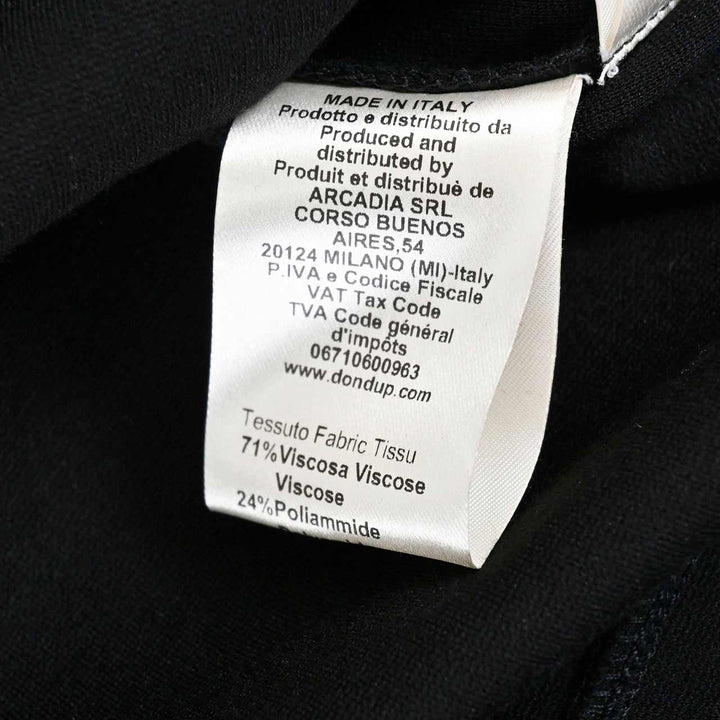 MADE IN ITALY
Prodotto e distribuito da
Produced and
distributed by
Produit et distribuè de
ARCADIA SRL
CORSO BUENOS
AIRES,54
20124 MILANO (MI)-Italy
P.IVA e Codice Fiscale
VAT Tax Code
TVA Code général
d'impôts
06710600963
www.dondup.com
Tessuto Fabric Tissu
71%Viscosa Viscose
Viscose
24%Poliammide